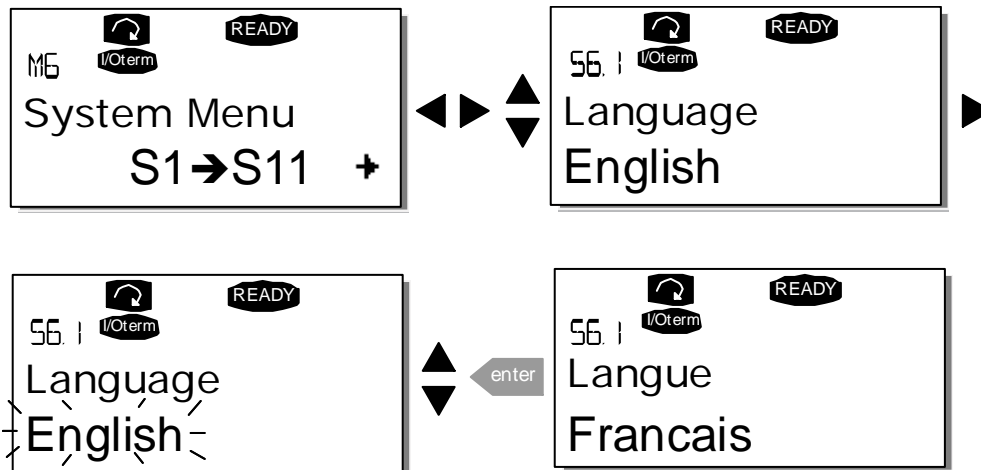 READY
M6 I/Oterm
System Menu
S1➔S11
READY
S6.1 I/Oterm
Language
English
READY
S6.1 I/Oterm
Language
English
enter
READY
S6.1 I/Oterm
Langue
Francais